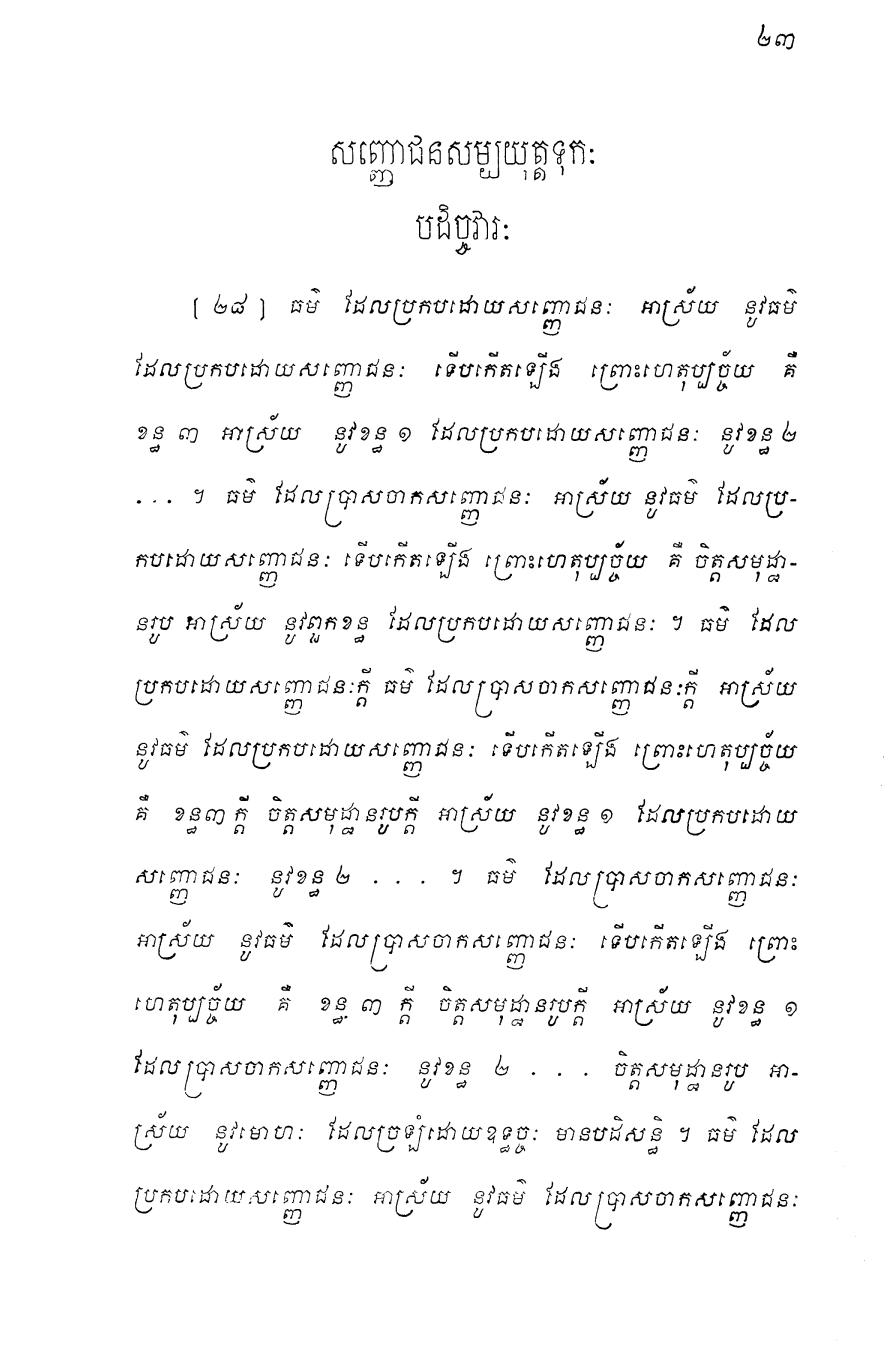 ២៣
សញ្ញោជនសម្បយុត្តទុកៈ
បដិច្ចវារៈ
[ ២៨ ] ធម៌ ដែលប្រកបដោយសញ្ញោជនៈ អាស្រ័យ នូវធម៌
ដែលប្រកបដោយសញ្ញោជនៈ ទើបកើតឡើង ព្រោះហេតុប្បច្ច័យ គឺ
ខន្ធ ៣ អាស្រ័យ នូវខន្ធ ១ ដែលប្រកបដោយសញ្ញោជនៈ នូវខន្ធ ២
... ។ ធម៌ ដែលប្រាសចាកសញ្ញោជនៈ អាស្រ័យ នូវធម៌ ដែលប្រ-
កបដោយសញ្ញោជនៈ ទើបកើតឡើង ព្រោះហេតុប្បច្ច័យ គឺ ចិត្តសមុដ្ឋា-
នរូប អាស្រ័យ នូវពួកខន្ធ ដែលប្រកបដោយសញ្ញោជនៈ ។ ធម៌ ដែល
ប្រកបដោយសញ្ញោជនៈក្តី ធម៌ ដែលប្រាសចាកសញ្ញោជនៈក្តី អាស្រ័យ
នូវធម៌ ដែលប្រកបដោយសញ្ញោជនៈ ទើបកើតឡើង ព្រោះហេតុប្បច្ច័យ
គឺ ខន្ធ៣ ក្តី ចិត្តសមុដ្ឋានរូបក្តី អាស្រ័យ នូវខន្ធ ១ ដែលប្រកបដោយ
សញ្ញោជនៈ នូវខន្ធ ២ . . . ។ ធម៌ ដែលប្រាសចាកសញ្ញោជនៈ
អាស្រ័យ នូវធម៌ ដែលប្រាសចាកសញ្ញោជនៈ ទើបកើតឡើង ព្រោះ
ហេតុប្បច្ច័យ គឺ ខន្ធ ៣ ក្តី ចិត្តសមុដ្ឋានរូបក្តី អាស្រ័យ នូវខន្ធ ១
ដែលប្រាសចាកសញ្ញោជនៈ នូវខន្ធ ២ . . . ចិត្តសមុដ្ឋានរូប អា-
ស្រ័យ នូវមោហៈ ដែលច្រឡំដោយឧទ្ធច្ចៈ មានបដិសន្ធិ ។ ធម៌ ដែល
ប្រកបដោយសញ្ញោជនៈ អាស្រ័យ នូវធម៌ ដែលប្រាសចាកសញ្ញោជនៈ